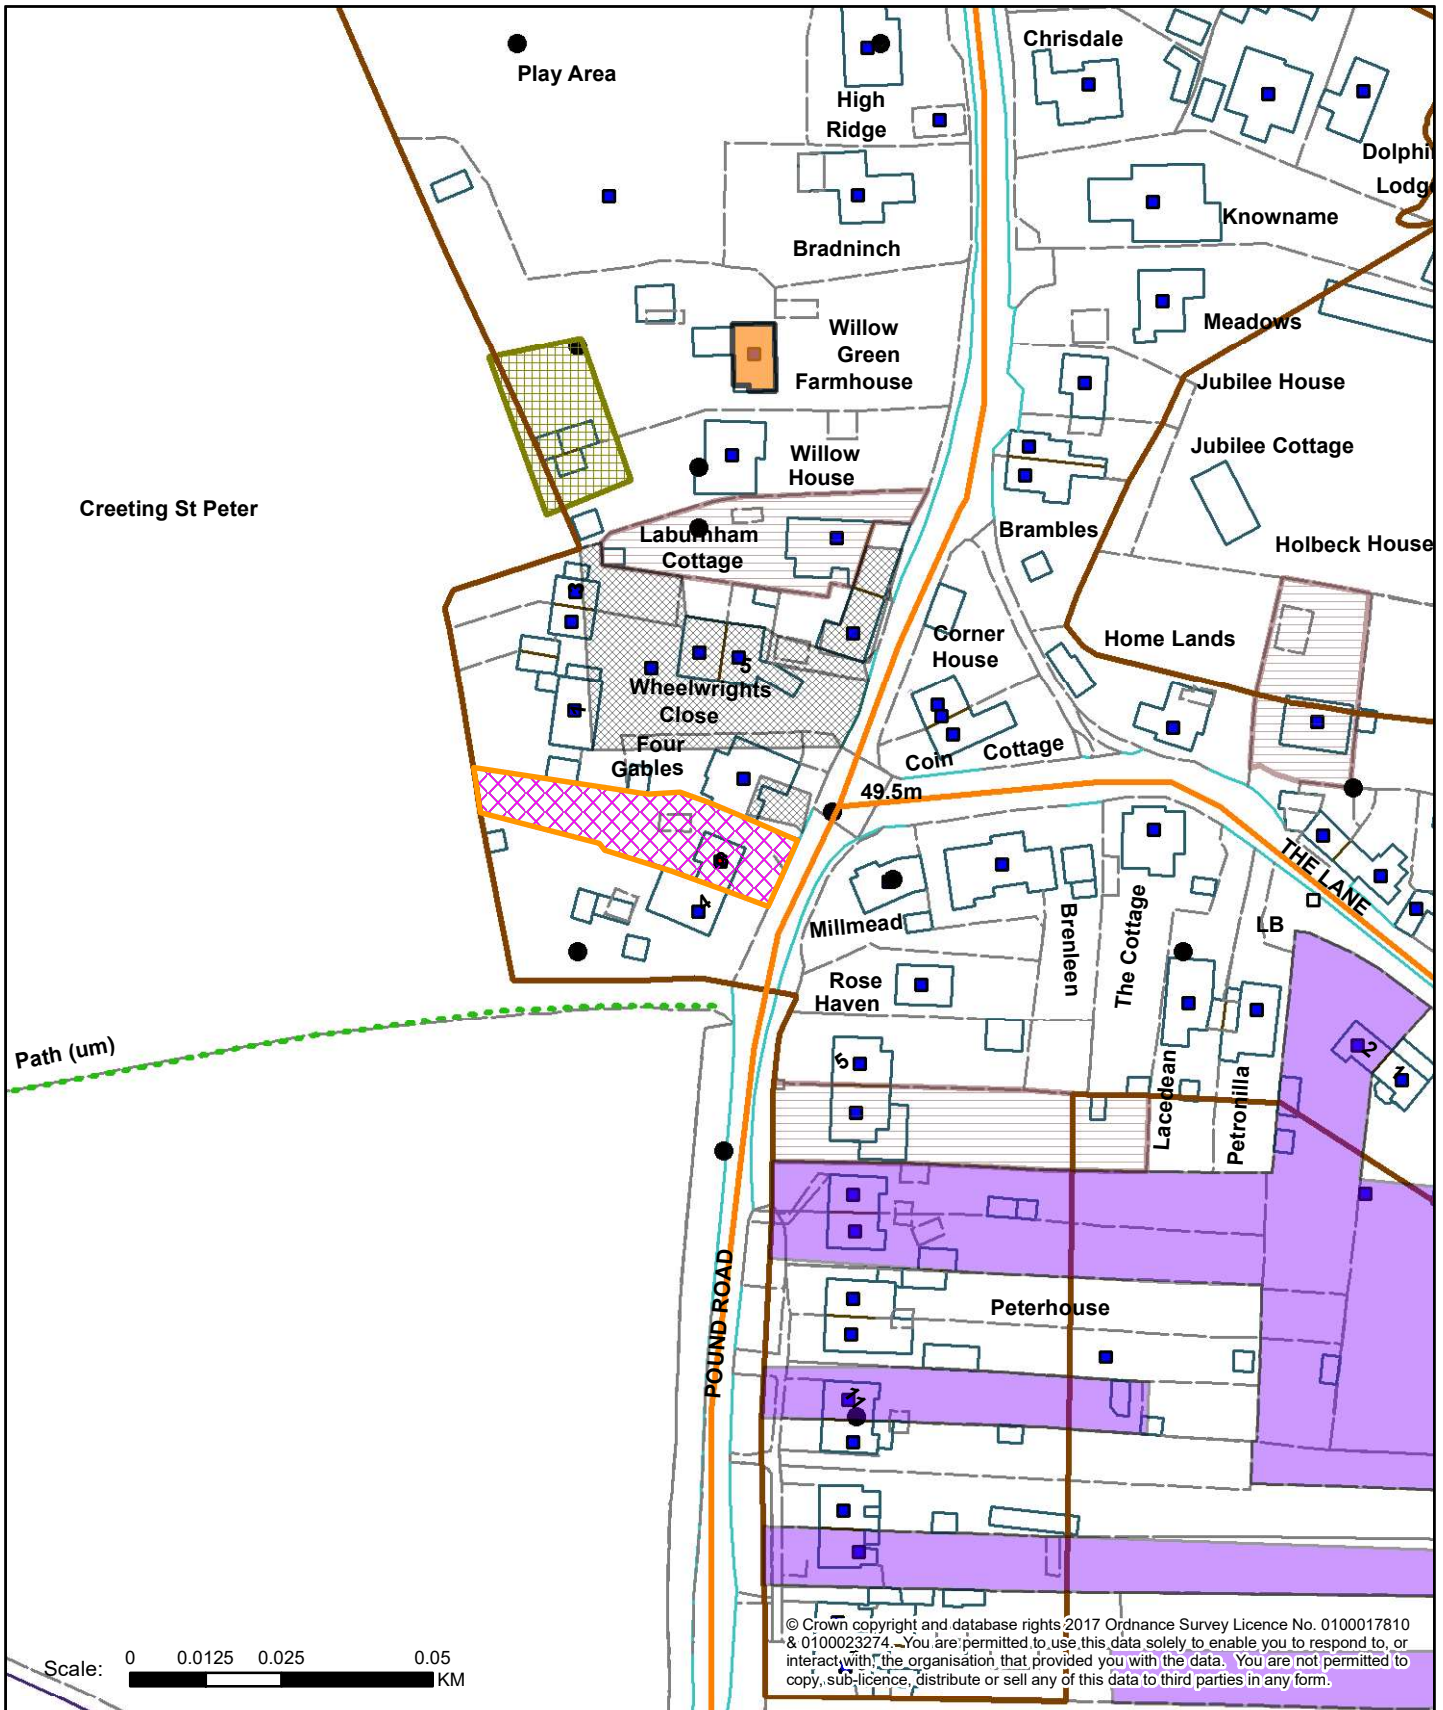 Chrisdale
Play Area
High
Ridge
Dolphi
Lodg
Knowname
Bradninch
Meadows
Willow
Green
Farmhouse
Jubilee House
Jubilee Cottage
Willow
House
Creeting St Peter
Brambles
Laburnham
Cottage
Holbeck House
3
Corner
House
Home Lands
5
Wheelwrights
Close
1
Four
Gables
Coin Cottage
49.5m
THE LANE
4
Millmead
Brenleen
The Cottage
LB
Rose
Haven
Path (um)
5
2
1
Lacedean
Petronilla
POUND ROAD
Peterhouse
11
© Crown copyright and database rights 2017 Ordnance Survey Licence No. 0100017810
& 0100023274. You are permitted to use this data solely to enable you to respond to, or
interact with, the organisation that provided you with the data. You are not permitted to
copy, sub-licence, distribute or sell any of this data to third parties in any form.
Scale: 0 0.0125 0.025 0.05
KM